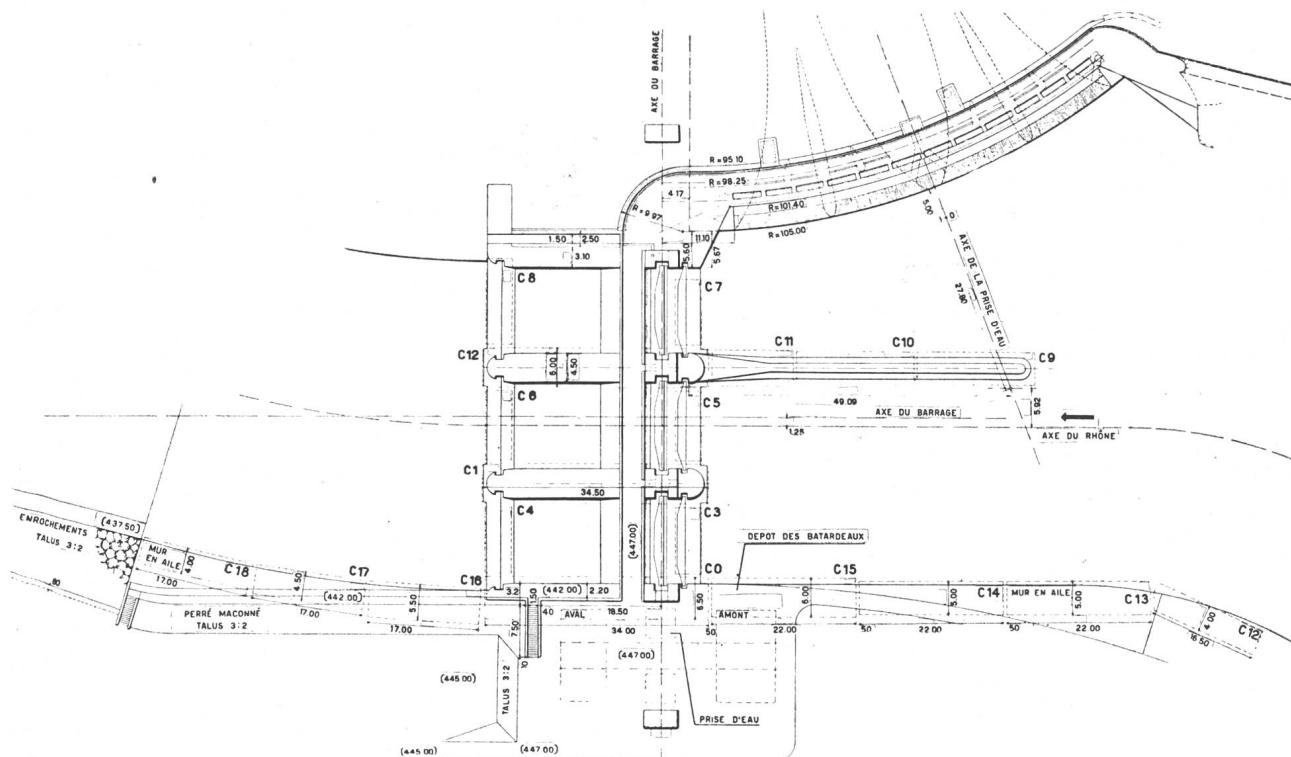 AXE DU BARRAGE
R=95.10
R=98.25
4.17
R=101.40
R=105.00
R=9.97
5.00
O
AXE DE LA PRISE D'EAU
27.80
1.50
2.50
3.10
11.10
5.60
5.67
C8
C7
C12
6.00
4.50
C11
C10
C9
C6
C5
49.09
5.92
AXE DU BARRAGE
1.25
AXE DU RHÔNE
C1
34.50
C4
C3
(437.50)
ENROCHEMENTS
TALUS 3:2
MUR
EN AILE
4.00
(447.00)
DEPOT DES BATARDEAUX
C18
C17
C16
C0
C15
C14
MUR EN AILE
C13
C12
17.00
4.50
(442.00)
5.50
3.2
(442.00)
2.20
6.50
6.00
5.00
5.00
4.00
16.50
80
PERRÉ MACONNÉ
TALUS 3:2
17.00
17.00
7.50
40
AVAL
18.50
AMONT
34.00
50
22.00
50
22.00
50
22.00
10
(447.00)
(445.00)
TALUS 3:2
PRISE D'EAU
(445.00)
(447.00)